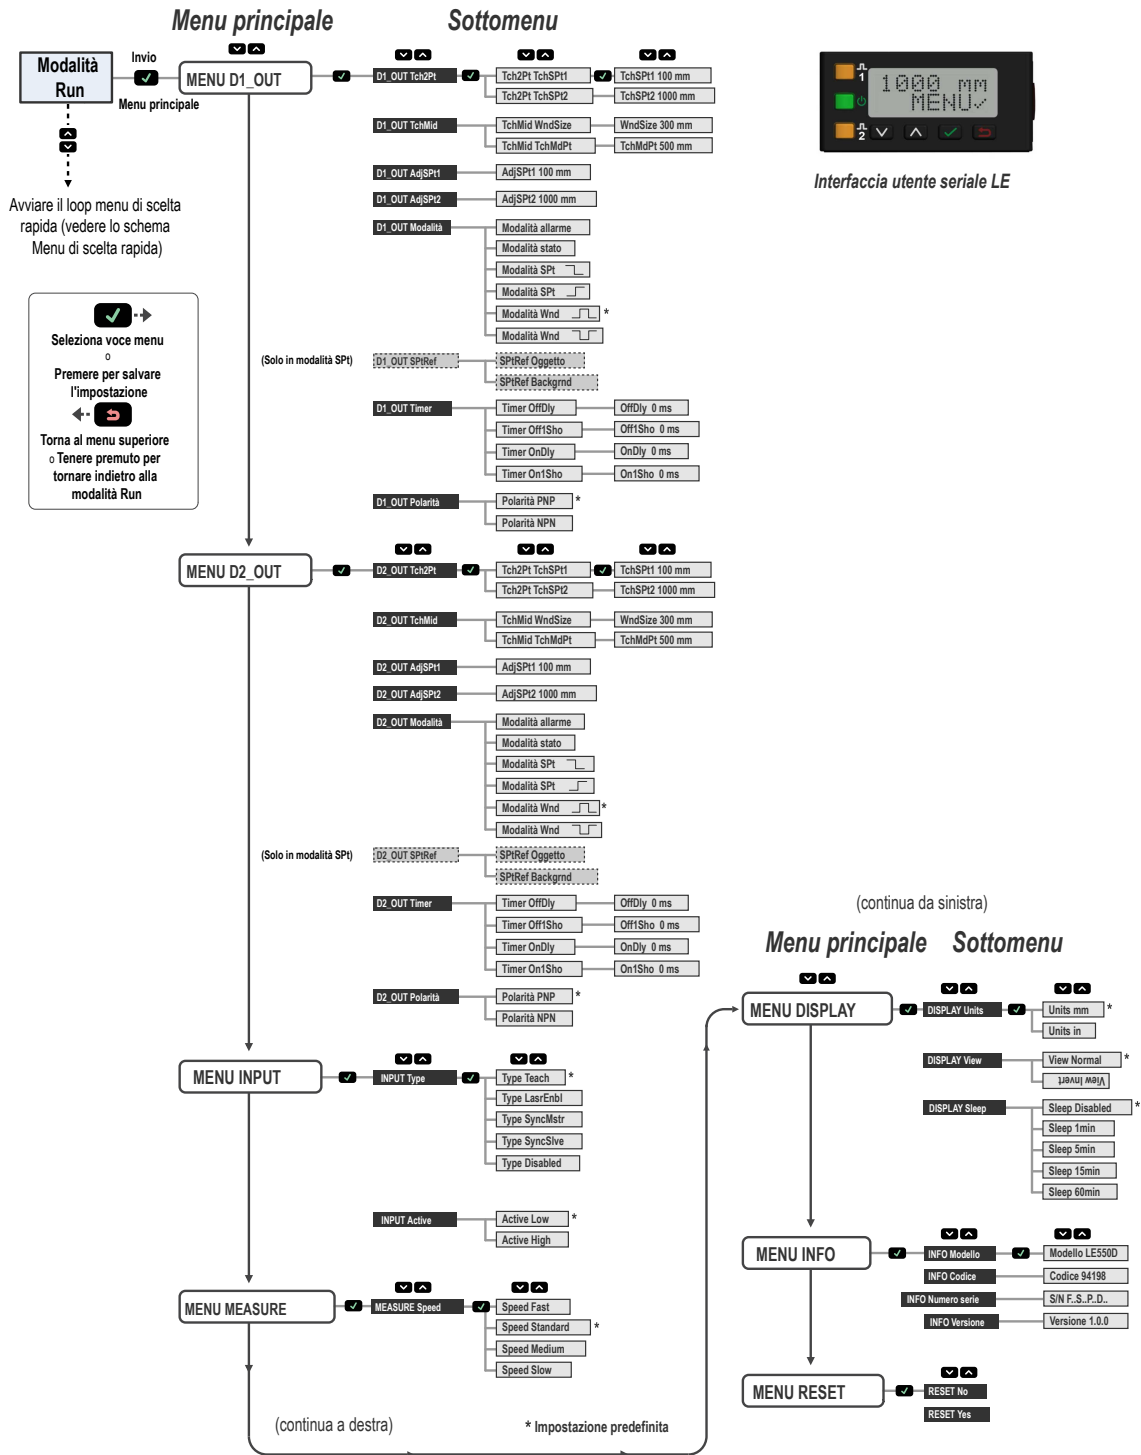 Menu principale
Sottomenu
Modalità Run
Invio
Menu principale
MENU D1_OUT
D1_OUT Tch2Pt
Tch2Pt TchSPt1
TchSPt1 100 mm
Tch2Pt TchSPt2
TchSPt2 1000 mm
D1_OUT TchMid
TchMid WndSize
WndSize 300 mm
TchMid TchMdPt
TchMdPt 500 mm
D1_OUT AdjSPt1
AdjSPt1 100 mm
D1_OUT AdjSPt2
AdjSPt2 1000 mm
D1_OUT Modalità
Modalità allarme
Modalità stato
Modalità SPt
Modalità SPt
Modalità Wnd *
Modalità Wnd
(Solo in modalità SPt)
D1_OUT SPtRef
SPtRef Oggetto
SPtRef Backgrnd
D1_OUT Timer
Timer OffDly
OffDly 0 ms
Timer Off1Sho
Off1Sho 0 ms
Timer OnDly
OnDly 0 ms
Timer On1Sho
On1Sho 0 ms
D1_OUT Polarità
Polarità PNP *
Polarità NPN
Avviare il loop menu di scelta
rapida (vedere lo schema
Menu di scelta rapida)
Seleziona voce menu
o
Premere per salvare
l'impostazione
Torna al menu superiore
o Tenere premuto per
tornare indietro alla
modalità Run
1
2
1000 mm
MENU✓
Interfaccia utente seriale LE
MENU D2_OUT
D2_OUT Tch2Pt
Tch2Pt TchSPt1
TchSPt1 100 mm
Tch2Pt TchSPt2
TchSPt2 1000 mm
D2_OUT TchMid
TchMid WndSize
WndSize 300 mm
TchMid TchMdPt
TchMdPt 500 mm
D2_OUT AdjSPt1
AdjSPt1 100 mm
D2_OUT AdjSPt2
AdjSPt2 1000 mm
D2_OUT Modalità
Modalità allarme
Modalità stato
Modalità SPt
Modalità SPt
Modalità Wnd *
Modalità Wnd
(Solo in modalità SPt)
D2_OUT SPtRef
SPtRef Oggetto
SPtRef Backgrnd
D2_OUT Timer
Timer OffDly
OffDly 0 ms
Timer Off1Sho
Off1Sho 0 ms
Timer OnDly
OnDly 0 ms
Timer On1Sho
On1Sho 0 ms
D2_OUT Polarità
Polarità PNP *
Polarità NPN
MENU INPUT
INPUT Type
Type Teach *
Type LasrEnbl
Type SyncMstr
Type SyncSlve
Type Disabled
INPUT Active
Active Low *
Active High
MENU MEASURE
MEASURE Speed
Speed Fast
Speed Standard *
Speed Medium
Speed Slow
(continua a destra)
* Impostazione predefinita
(continua da sinistra)
Menu principale
Sottomenu
MENU DISPLAY
DISPLAY Units
Units mm *
Units in
DISPLAY View
View Normal *
View Invert
DISPLAY Sleep
Sleep Disabled *
Sleep 1min
Sleep 5min
Sleep 15min
Sleep 60min
MENU INFO
INFO Modello
Modello LE550D
INFO Codice
Codice 94198
INFO Numero serie
S/N F..S..P..D..
INFO Versione
Versione 1.0.0
MENU RESET
RESET No
RESET Yes